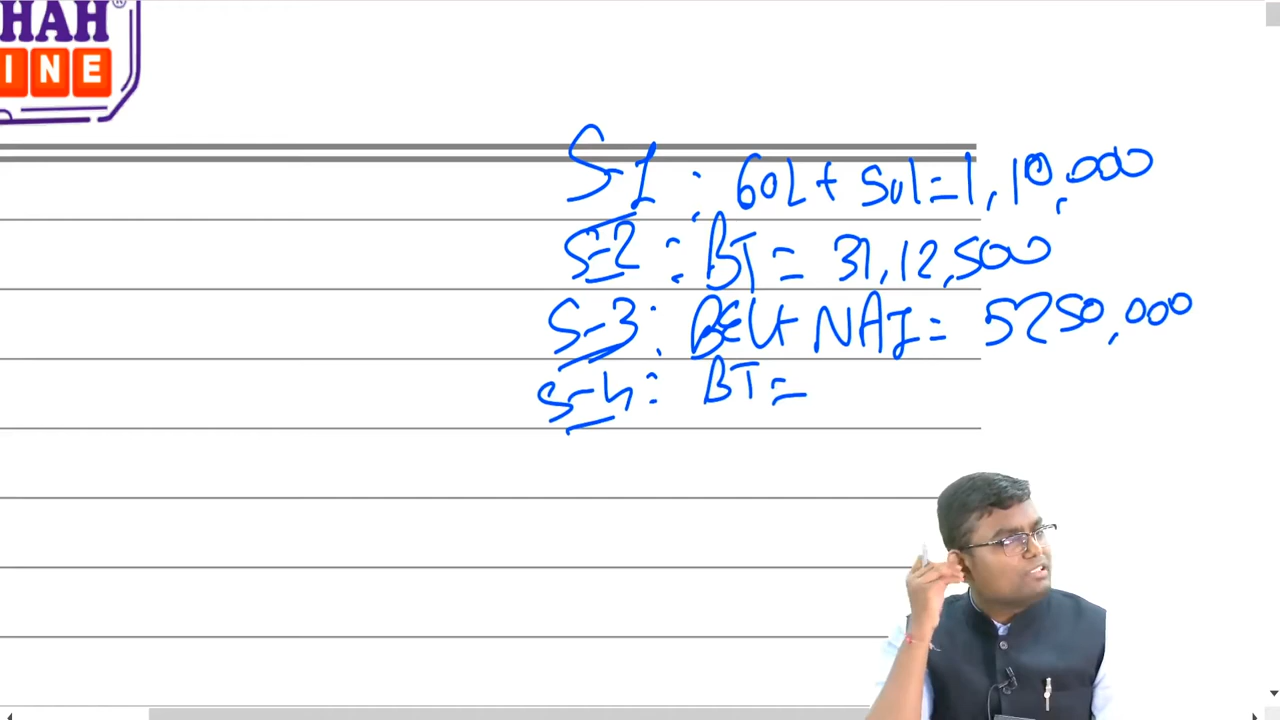 HAH
INE
S-1 : 60L + 50L = 1,10,000
S-2 : BT = 31,12,500
S-3 : BEL + NAI = 5250,000
S-4 : BT =